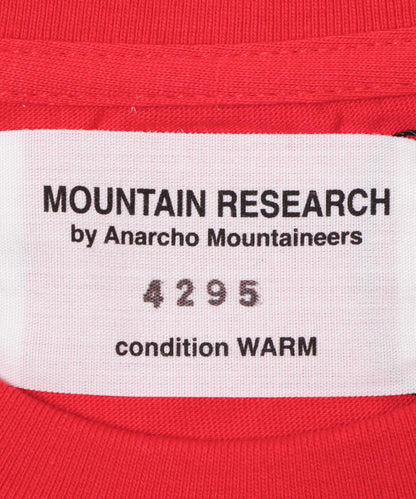 MOUNTAIN RESEARCH
by Anarcho Mountaineers
4295
condition WARM